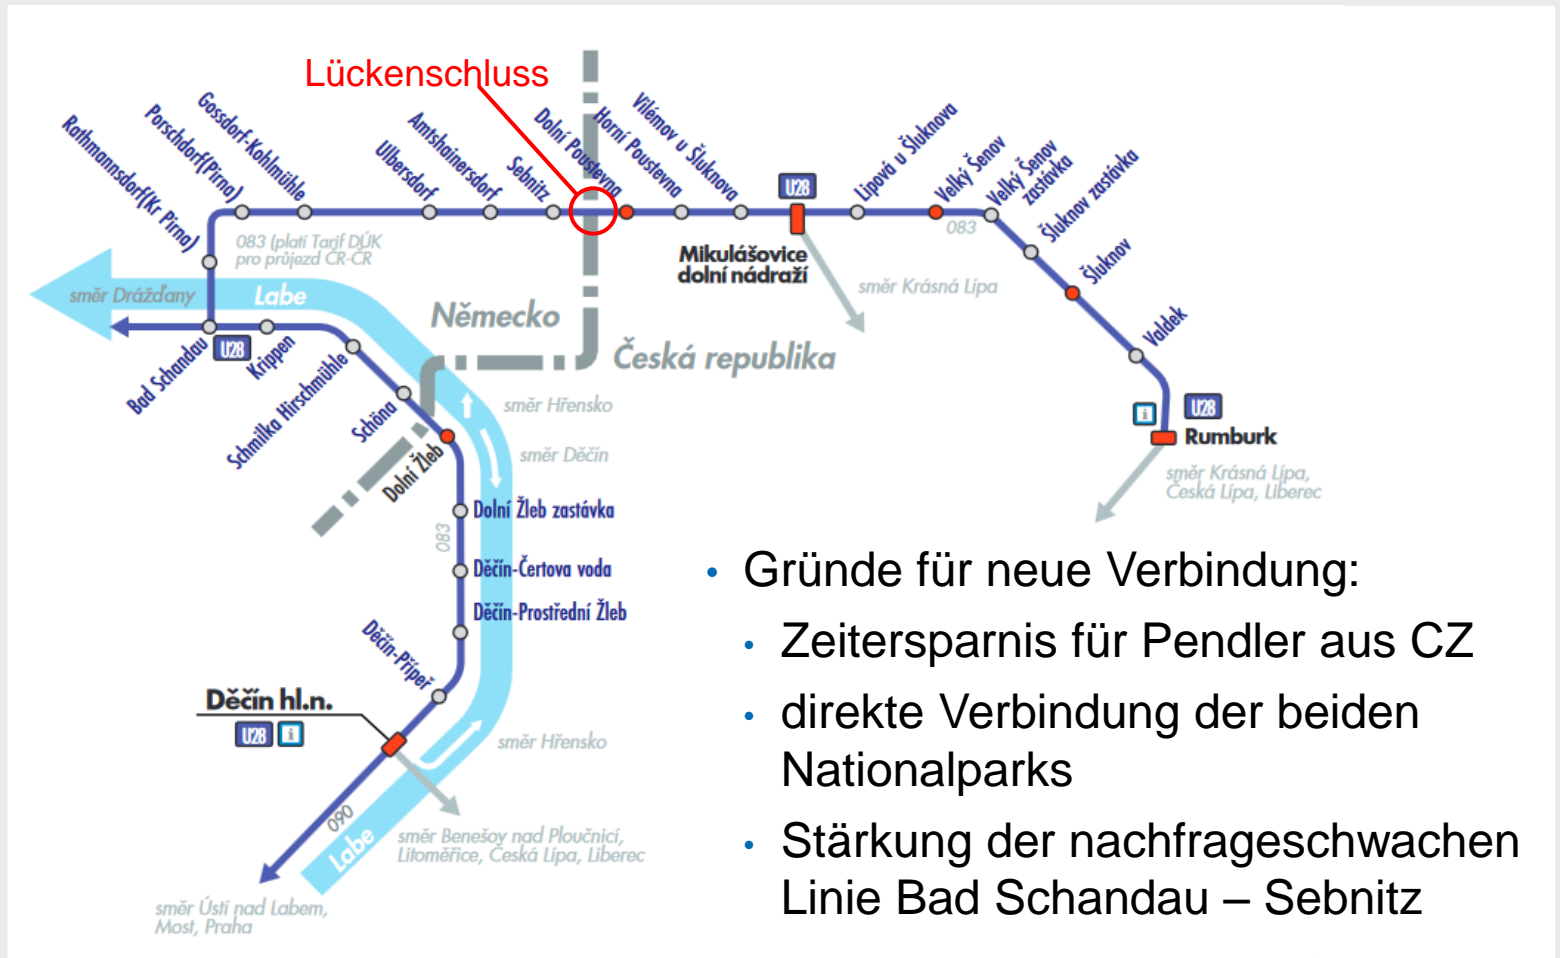 Lückenschluss
Rathmannsdorf(Kr Pirna)
Porschdorf(Pirna)
Gossdorf-Kohlmühle
Ulbersdorf
Amtshainersdorf
Sebnitz
Dolní Poustevna
Horní Poustevna
Vilémov u Šluknova
U28
Mikulášovice
dolní nádraží
Lipová u Šluknova
Velký Šenov
Velký Šenov
zastávka
Šluknov zastávka
Šluknov
Valdek
083
083 (platí Tarif DÚK
pro průjezd ČR-ČR
směr Krásná Lípa
směr Drážďany
Labe
Německo
Česká republika
U28
Bad Schandau
Krippen
Schmilka Hirschmühle
Schöna
Dolní Žleb
směr Hřensko
směr Děčín
i
U28
Rumburk
směr Krásná Lípa,
Česká Lípa, Liberec
083
Dolní Žleb zastávka
Děčín-Čertova voda
Děčín-Prostřední Žleb
Děčín-Přípeř
Děčín hl.n.
U28
i
směr Hřensko
090
Labe
směr Benešov nad Ploučnicí,
Litoměřice, Česká Lípa, Liberec
směr Ústí nad Labem,
Most, Praha
• Gründe für neue Verbindung:
• Zeitersparnis für Pendler aus CZ
• direkte Verbindung der beiden
Nationalparks
• Stärkung der nachfrageschwachen
Linie Bad Schandau – Sebnitz